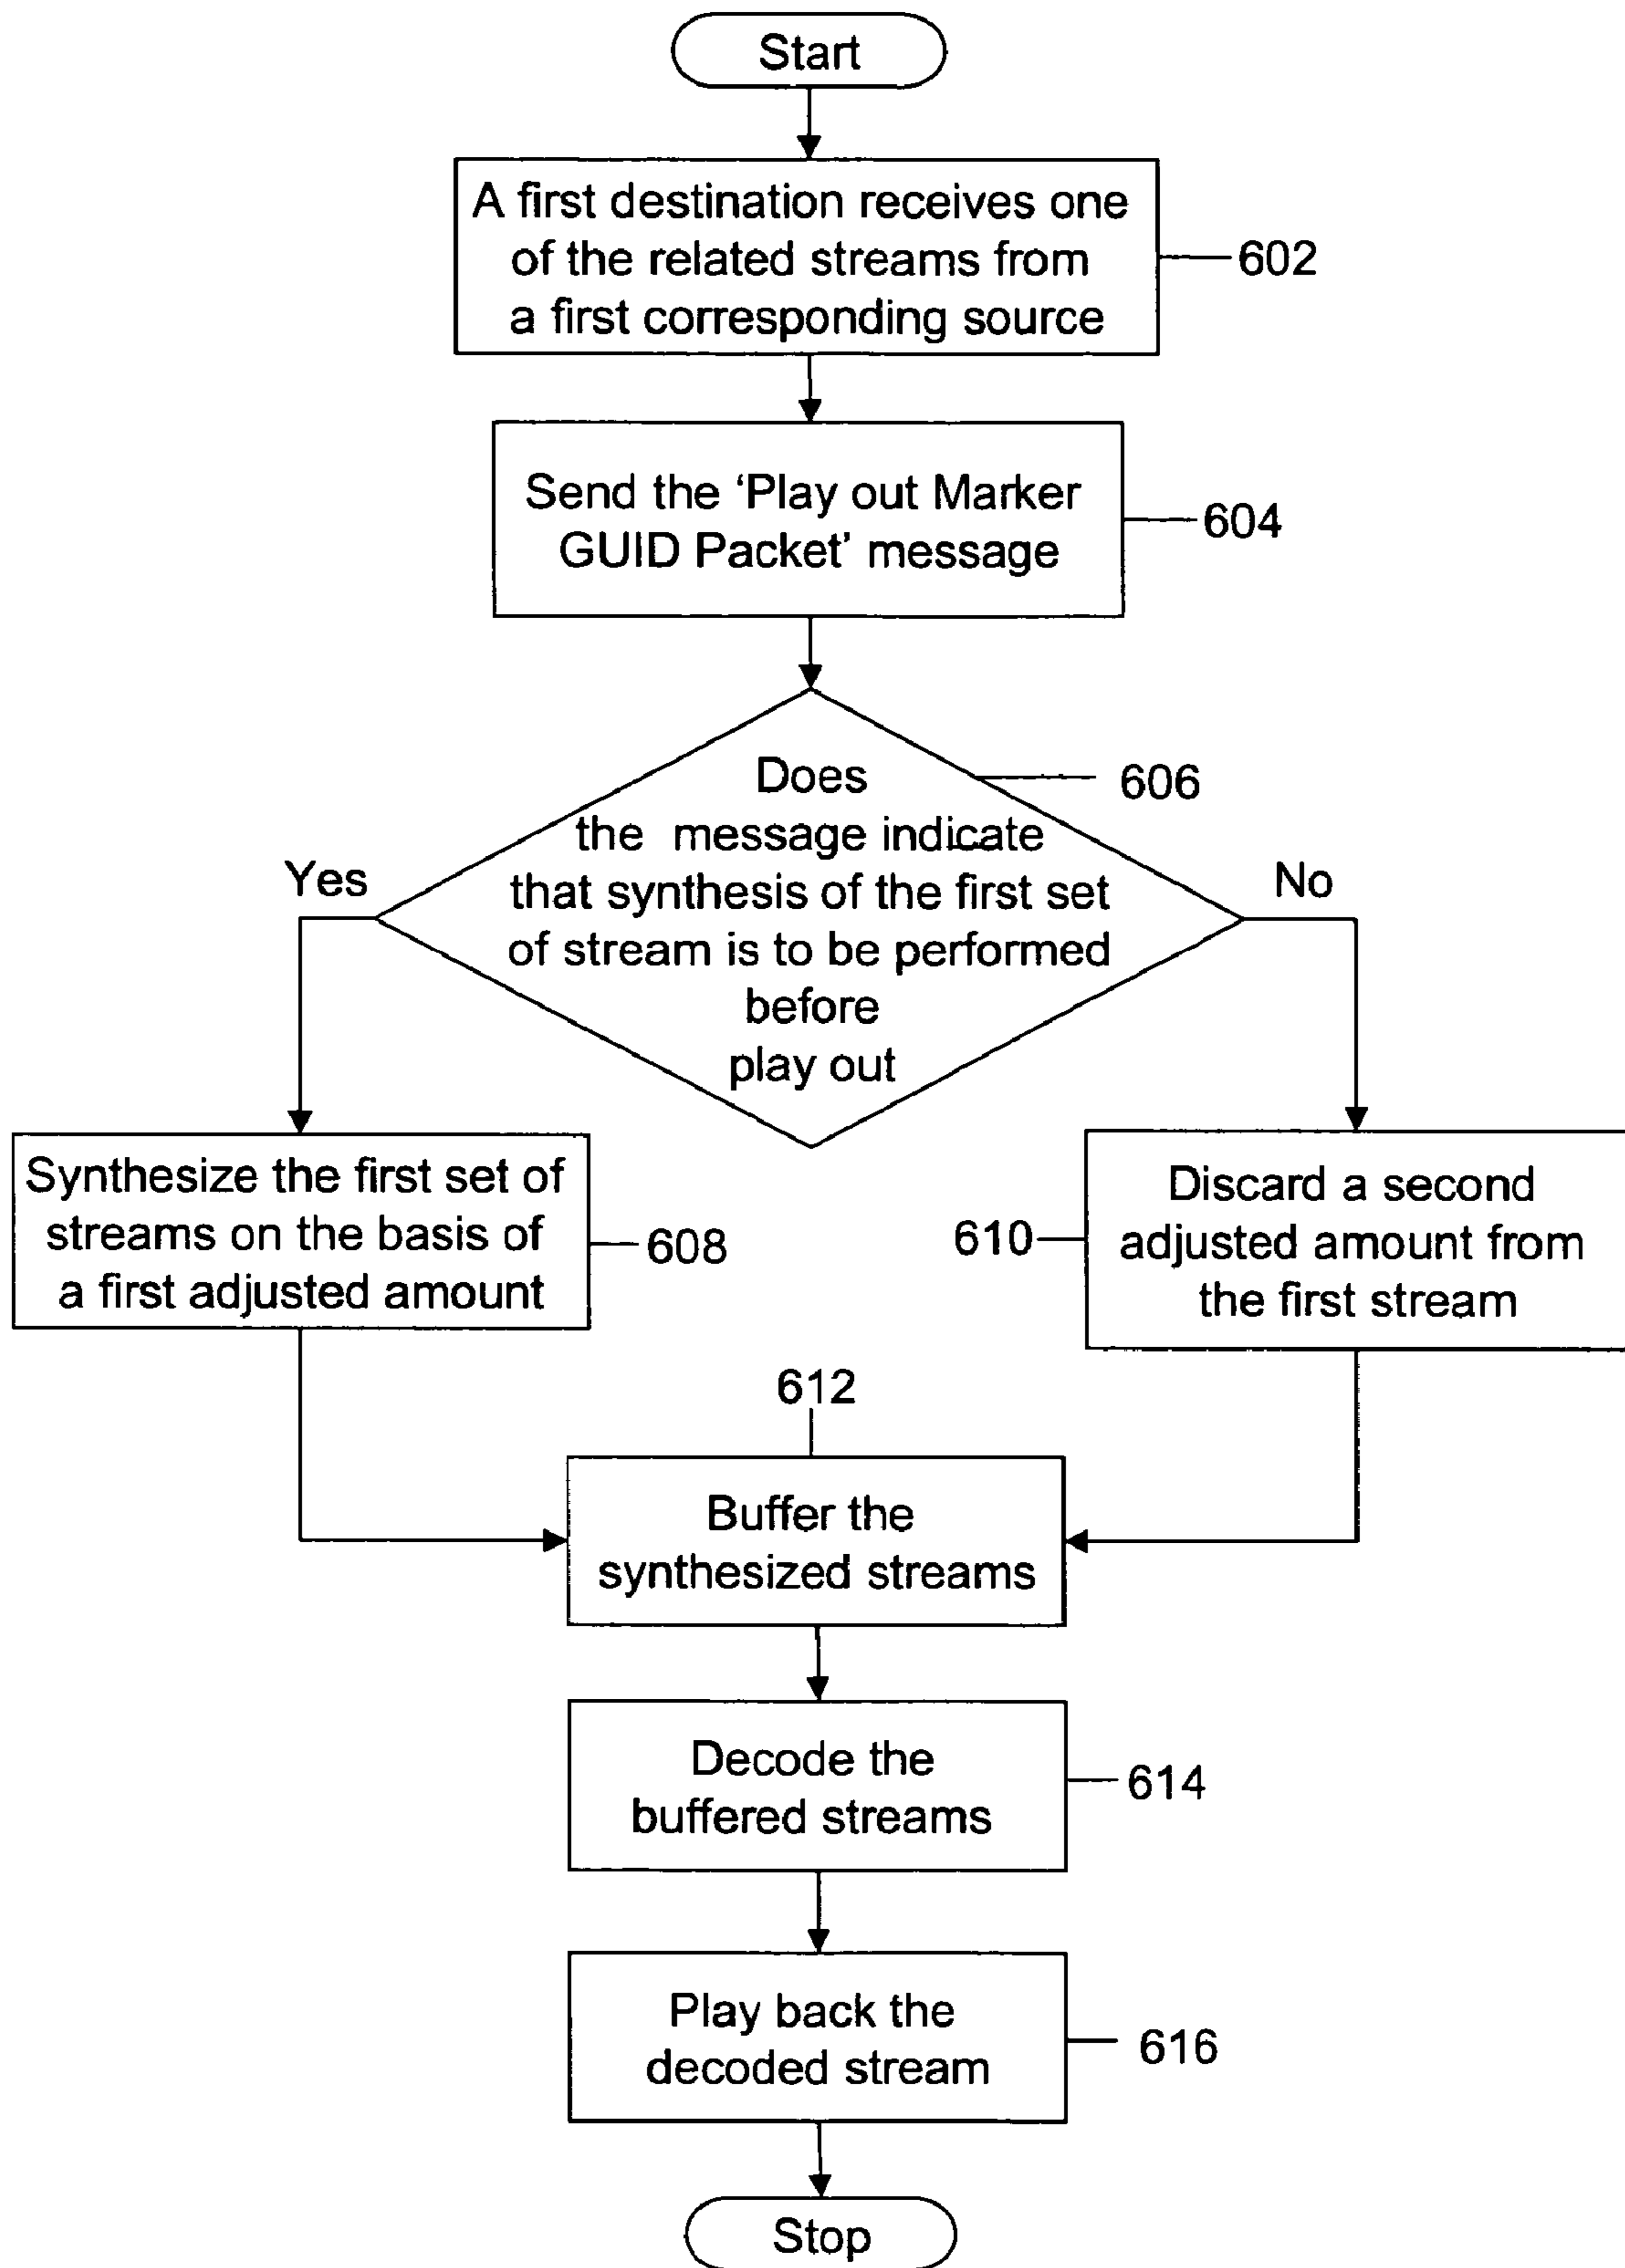 Start
A first destination receives one
of the related streams from
a first corresponding source
602
Send the ‘Play out Marker
GUID Packet’ message
604
Does
the message indicate
that synthesis of the first set
of stream is to be performed
before
play out
606
Yes
No
Synthesize the first set of
streams on the basis of
a first adjusted amount
608
610
Discard a second
adjusted amount from
the first stream
612
Buffer the
synthesized streams
Decode the
buffered streams
614
Play back the
decoded stream
616
Stop